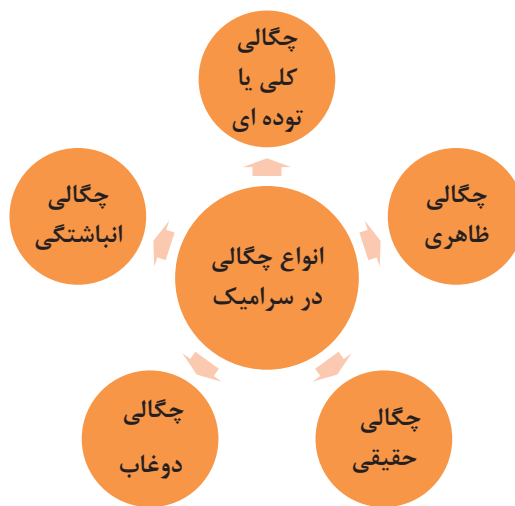 چگالی
کلی یا
توده ای
چگالی
ظاهری
چگالی
انباشتگی
انواع چگالی
در سرامیک
چگالی
حقیقی
چگالی
دوغاب